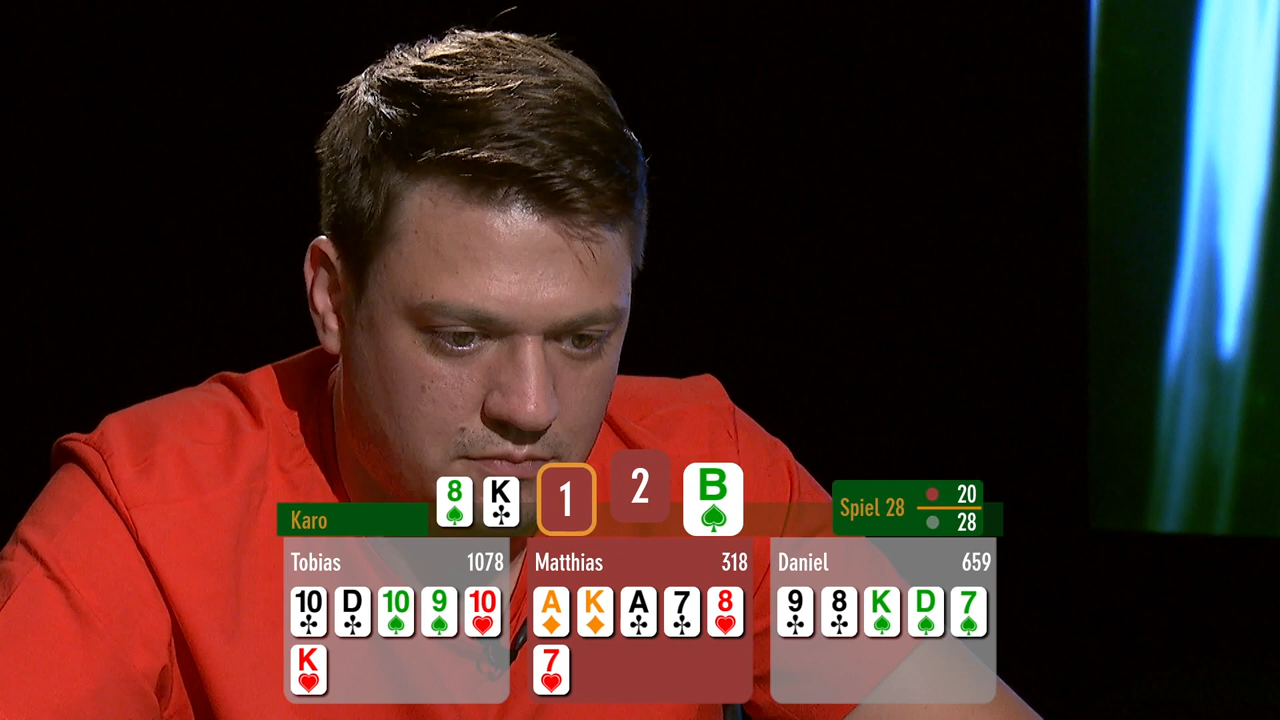 8 K 1 2 B
Karo
Spiel 28 20
28
Tobias 1078
10 D 10 9 10
K
Matthias 318
A K A 7 8
7
Daniel 659
9 8 K D 7